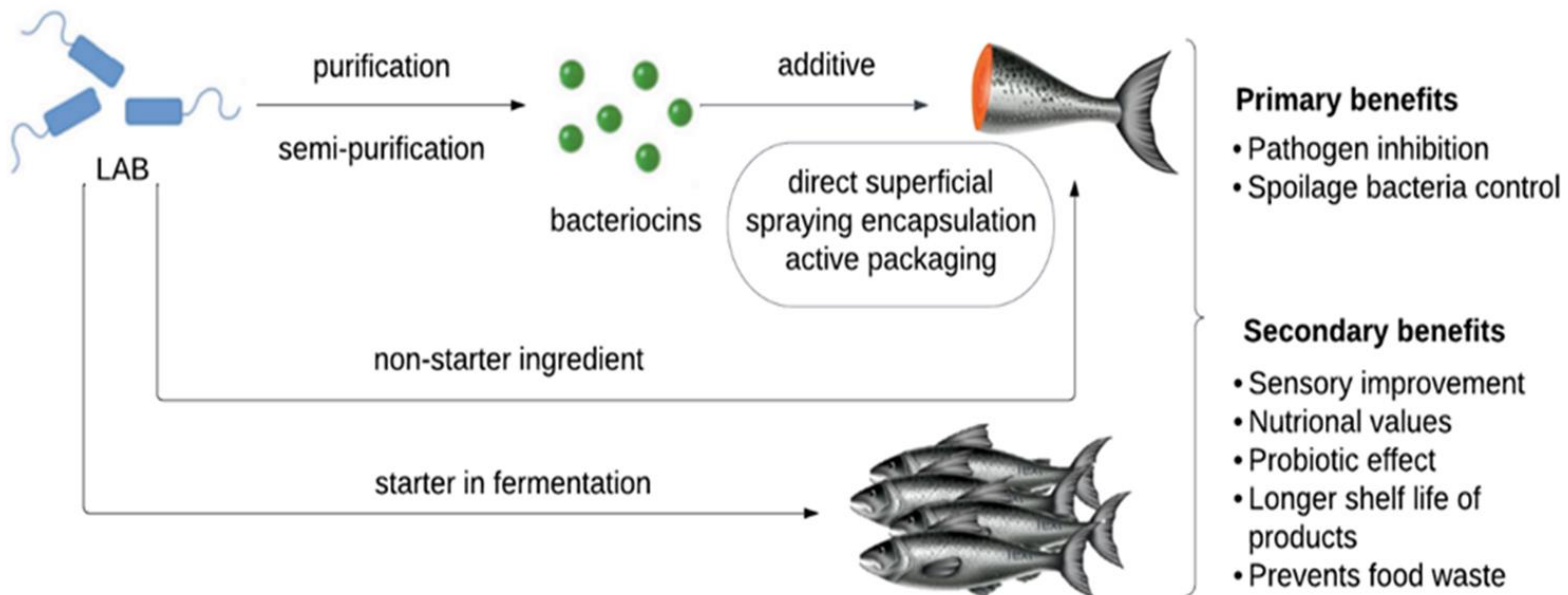 purification
semi-purification
LAB
bacteriocins
additive
direct superficial
spraying encapsulation
active packaging
non-starter ingredient
starter in fermentation
Primary benefits
• Pathogen inhibition
• Spoilage bacteria control
Secondary benefits
• Sensory improvement
• Nutrional values
• Probiotic effect
• Longer shelf life of
products
• Prevents food waste